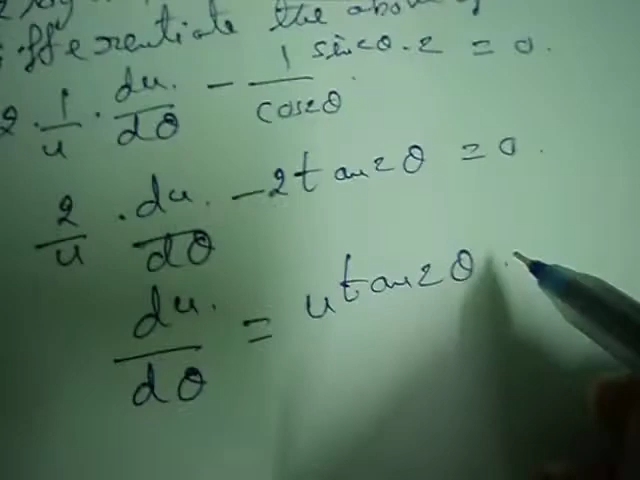 differentiate the above
2 · 1/u · du/dθ - 1/cos2θ sin2θ · 2 = 0.
2/u · du/dθ - 2tan2θ = 0.
du/dθ = u tan2θ.